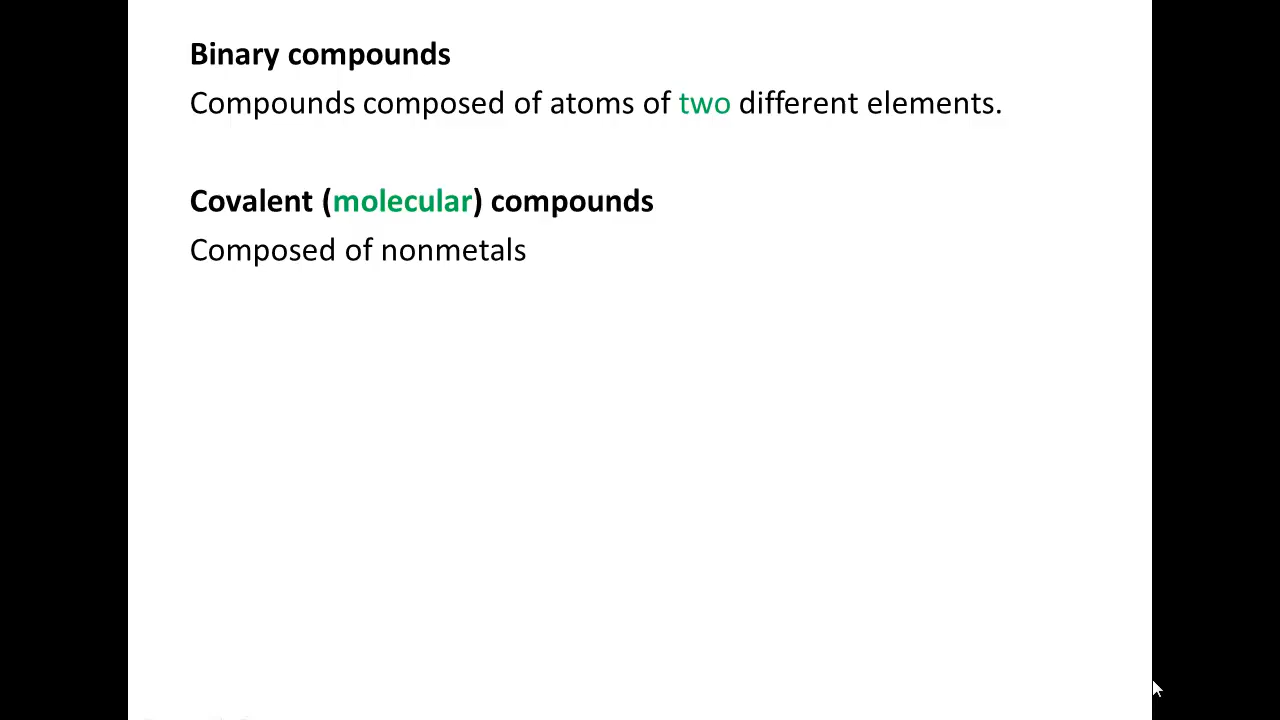 Binary compounds
Compounds composed of atoms of two different elements.
Covalent (molecular) compounds
Composed of nonmetals